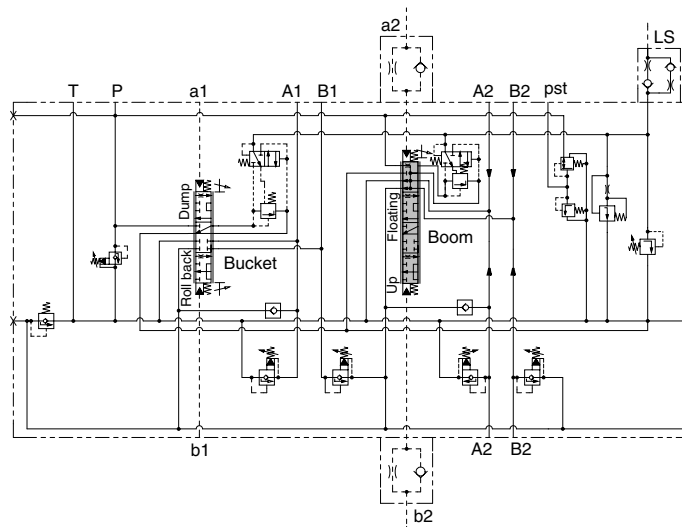 a2
LS
T P a1 A1 B1 A2 B2 pst
Dump
Floating
Boom
Bucket
Roll back
Up
b1 A2 B2
b2